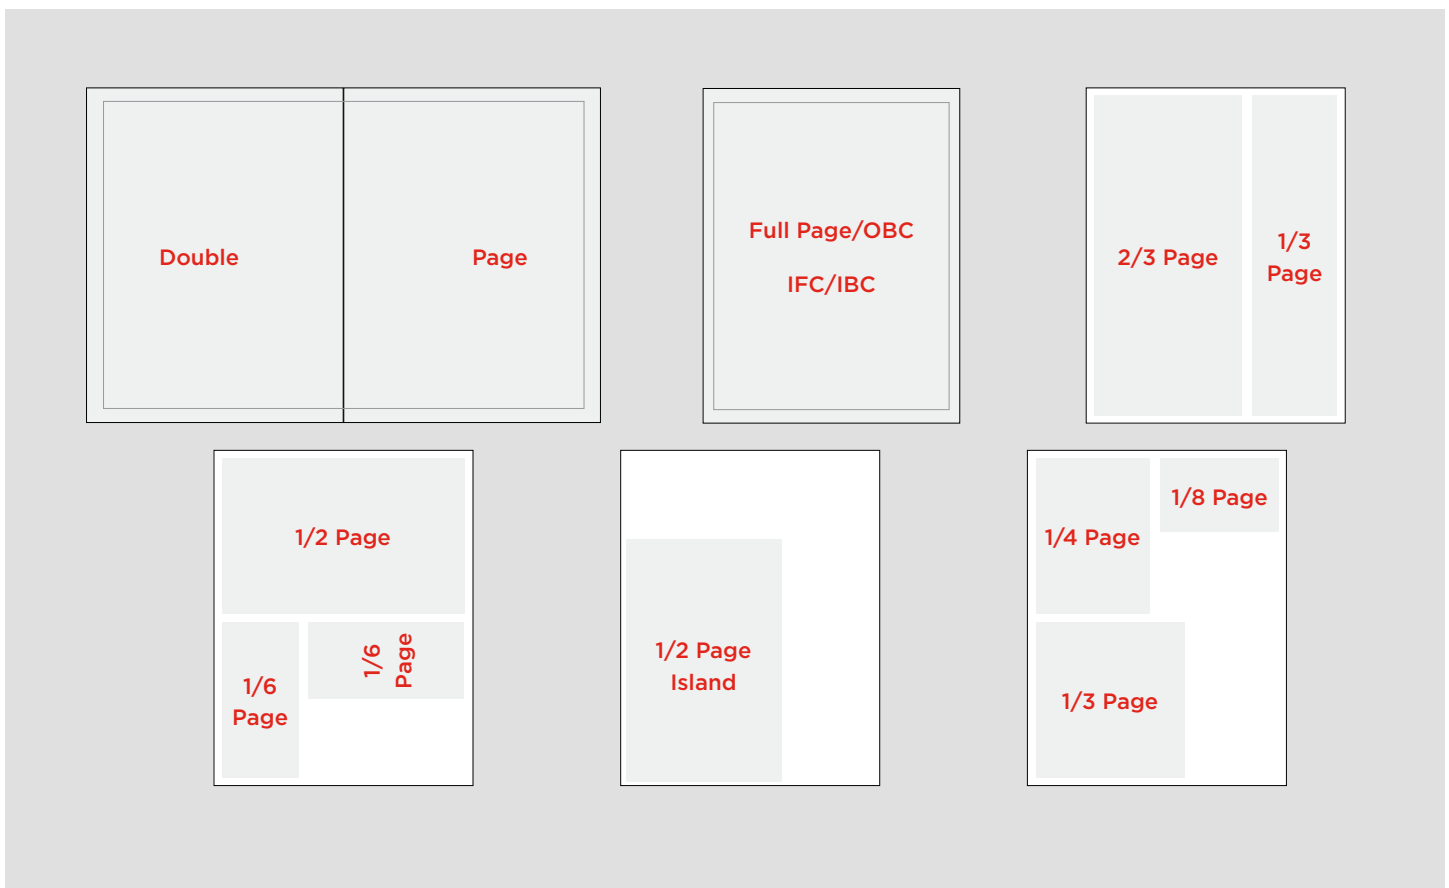 Double
Page
Full Page/OBC
IFC/IBC
2/3 Page
1/3
Page
1/2 Page
1/6
Page
1/6
Page
1/2 Page
Island
1/4 Page
1/8 Page
1/3 Page